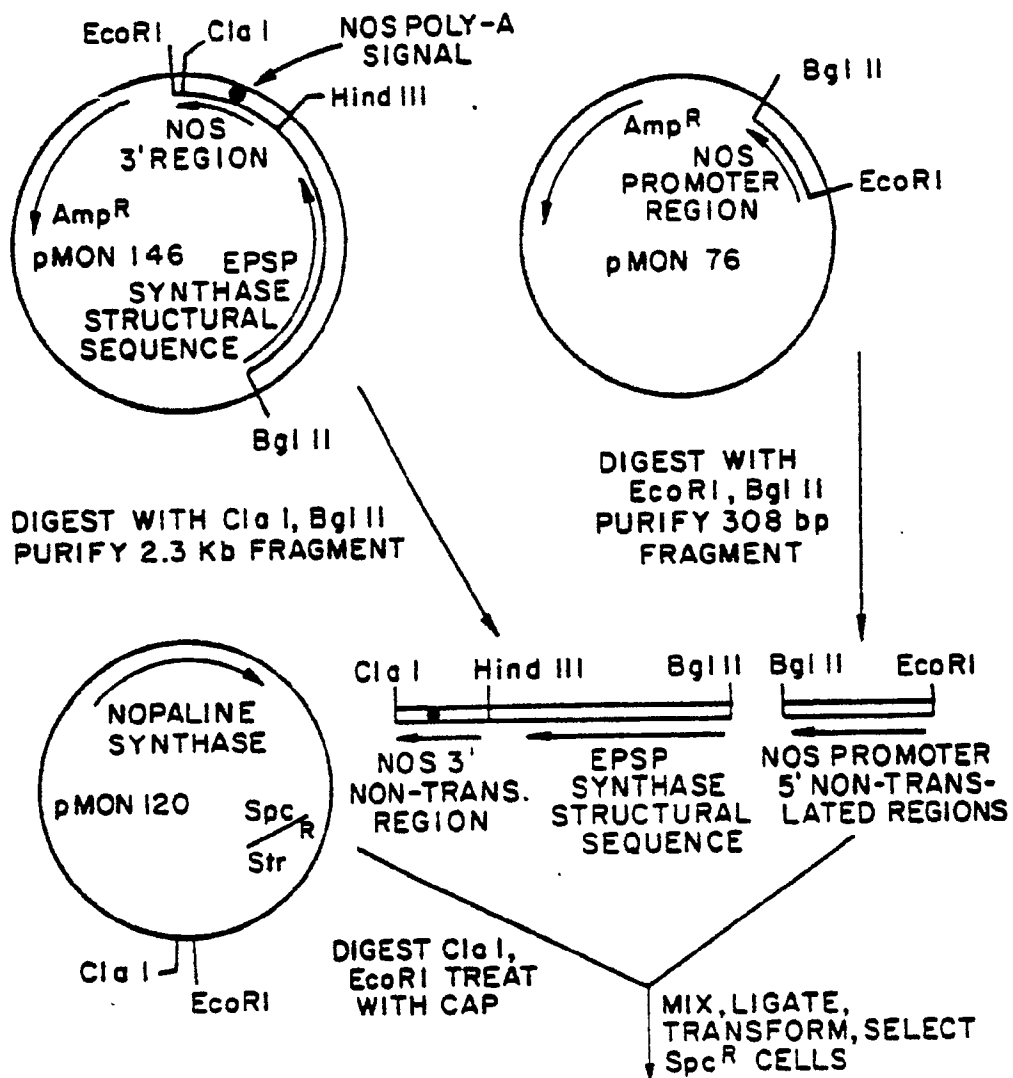 EcoRI
Cla I
NOS POLY-A
SIGNAL
Hind III
NOS
3' REGION
Amp R
pMON 146
EPSP
SYNTHASE
STRUCTURAL
SEQUENCE
Bgl II
Bgl II
Amp R
NOS
PROMOTER
REGION
EcoRI
pMON 76
DIGEST WITH Cla I, Bgl II
PURIFY 2.3 Kb FRAGMENT
DIGEST WITH
EcoRI, Bgl II
PURIFY 308 bp
FRAGMENT
NOPALINE
SYNTHASE
pMON 120
Spc R
Str
Cla I
EcoRI
Cla I
Hind III
Bgl II
Bgl II
EcoRI
NOS 3'
NON-TRANS.
REGION
EPSP
SYNTHASE
STRUCTURAL
SEQUENCE
NOS PROMOTER
5' NON-TRANS-
LATED REGIONS
DIGEST Cla I,
EcoRI TREAT
WITH CAP
MIX, LIGATE,
TRANSFORM, SELECT
Spc R CELLS